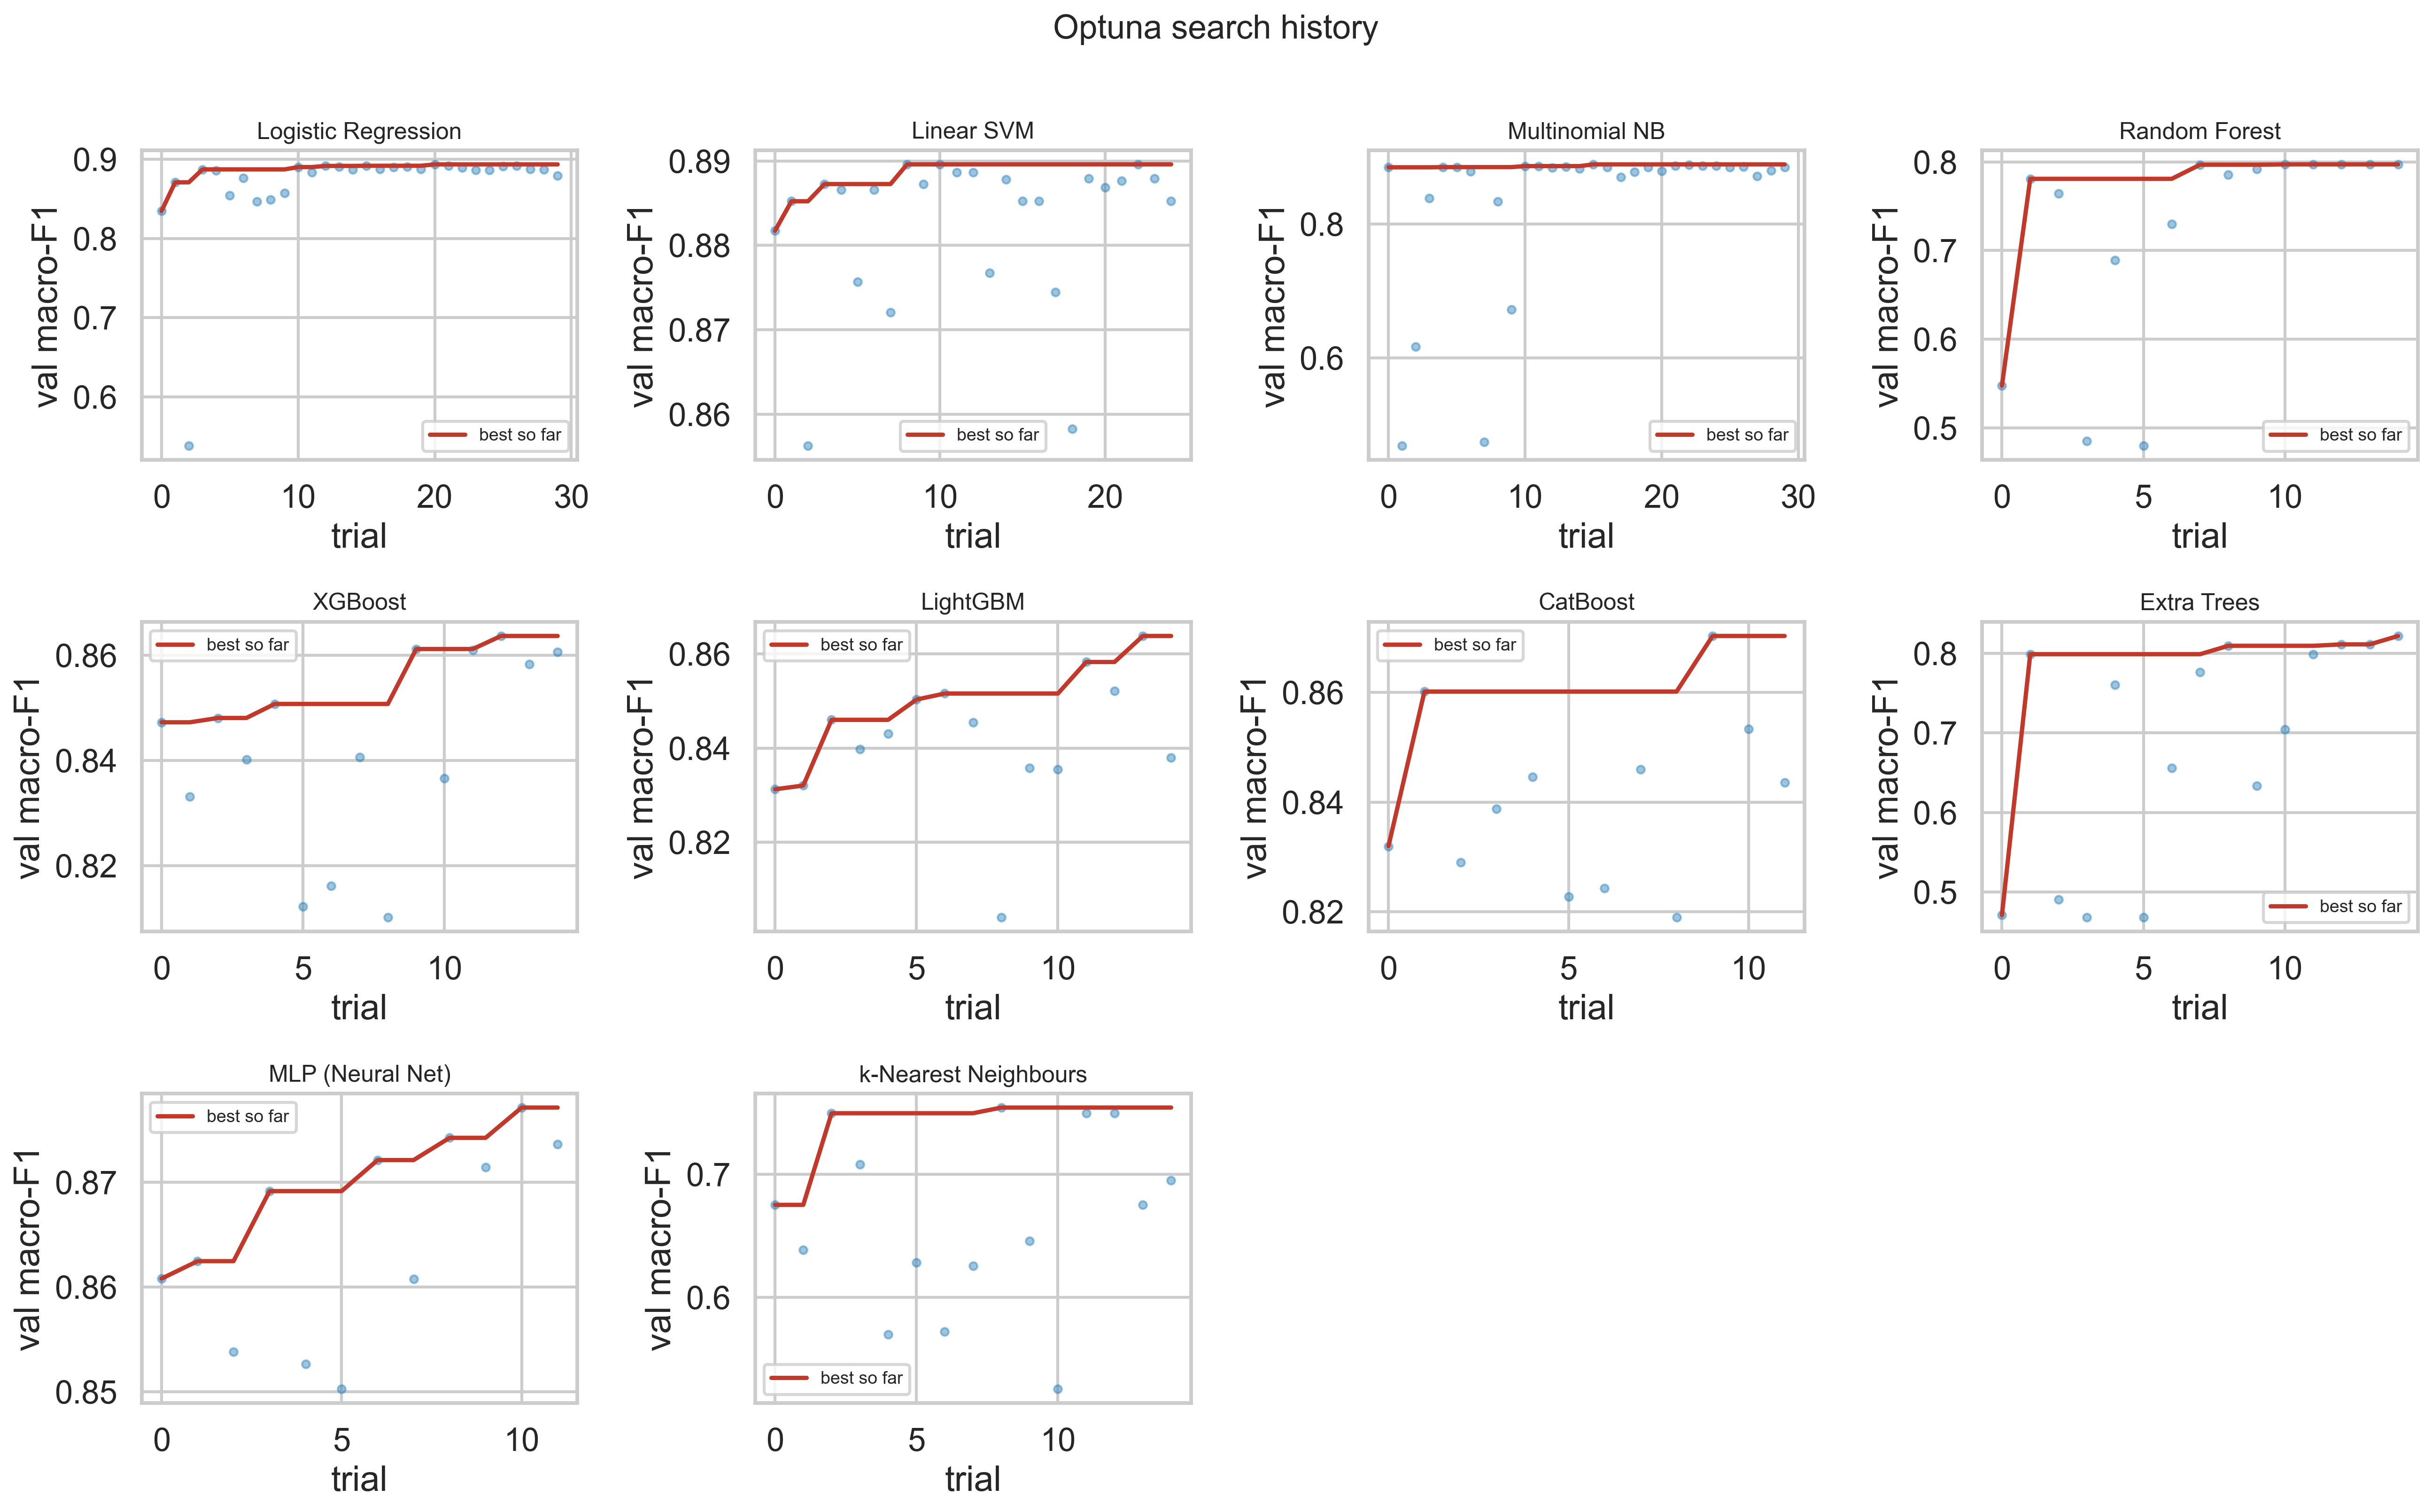 Optuna search history
Logistic Regression
val macro-F1
0.9
0.8
0.7
0.6
best so far
0 10 20 30
trial
Linear SVM
val macro-F1
0.89
0.88
0.87
0.86
best so far
0 10 20
trial
Multinomial NB
val macro-F1
0.8
0.6
best so far
0 10 20 30
trial
Random Forest
val macro-F1
0.8
0.7
0.6
0.5
best so far
0 5 10
trial
XGBoost
val macro-F1
best so far
0.86
0.84
0.82
0 5 10
trial
LightGBM
val macro-F1
best so far
0.86
0.84
0.82
0 5 10
trial
CatBoost
val macro-F1
best so far
0.86
0.84
0.82
0 5 10
trial
Extra Trees
val macro-F1
0.8
0.7
0.6
0.5
best so far
0 5 10
trial
MLP (Neural Net)
val macro-F1
best so far
0.87
0.86
0.85
0 5 10
trial
k-Nearest Neighbours
val macro-F1
0.7
0.6
best so far
0 5 10
trial